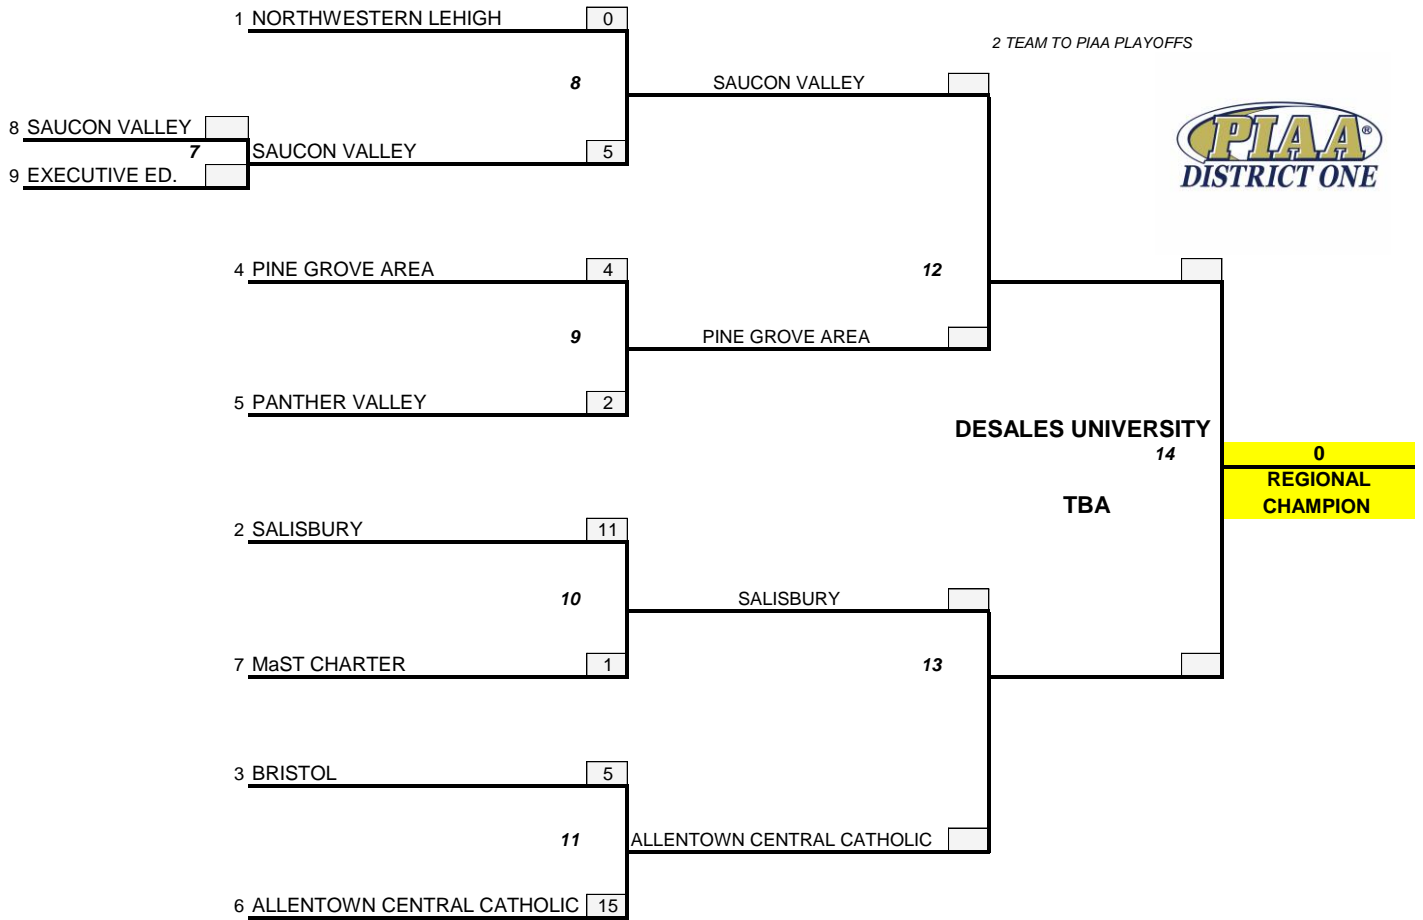 1 NORTHWESTERN LEHIGH 0
2 TEAM TO PIAA PLAYOFFS
8 SAUCON VALLEY
PIAA®
DISTRICT ONE
8 SAUCON VALLEY
7 SAUCON VALLEY 5
9 EXECUTIVE ED.
4 PINE GROVE AREA 4
12
9 PINE GROVE AREA
5 PANTHER VALLEY 2
DESALES UNIVERSITY
14
0
REGIONAL
CHAMPION
TBA
2 SALISBURY 11
10 SALISBURY
7 MaST CHARTER 1
13
3 BRISTOL 5
11 ALLENTOWN CENTRAL CATHOLIC
6 ALLENTOWN CENTRAL CATHOLIC 15